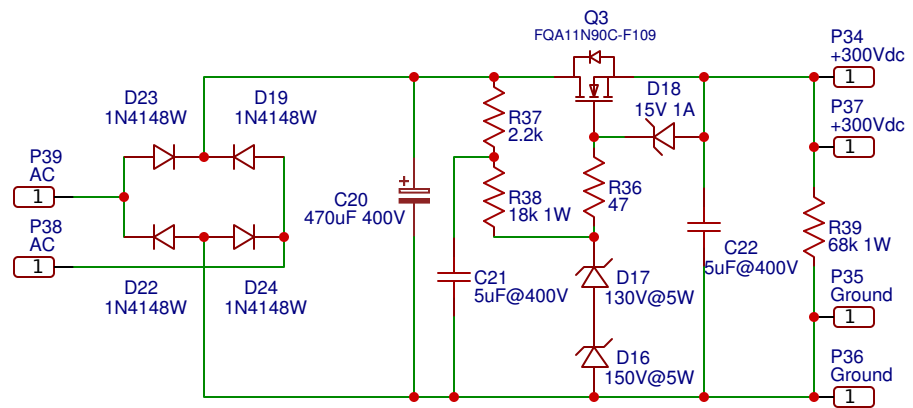 Q3
FQA11N90C-F109
P34
+300Vdc
1
D23
1N4148W
D19
1N4148W
D18
15V 1A
R37
2.2k
P37
+300Vdc
1
P39
AC
1
C20
470uF 400V
+
R38
18k 1W
R36
47
P38
AC
1
C22
5uF@400V
R39
68k 1W
D22
1N4148W
D24
1N4148W
C21
5uF@400V
D17
130V@5W
P35
Ground
1
D16
150V@5W
P36
Ground
1